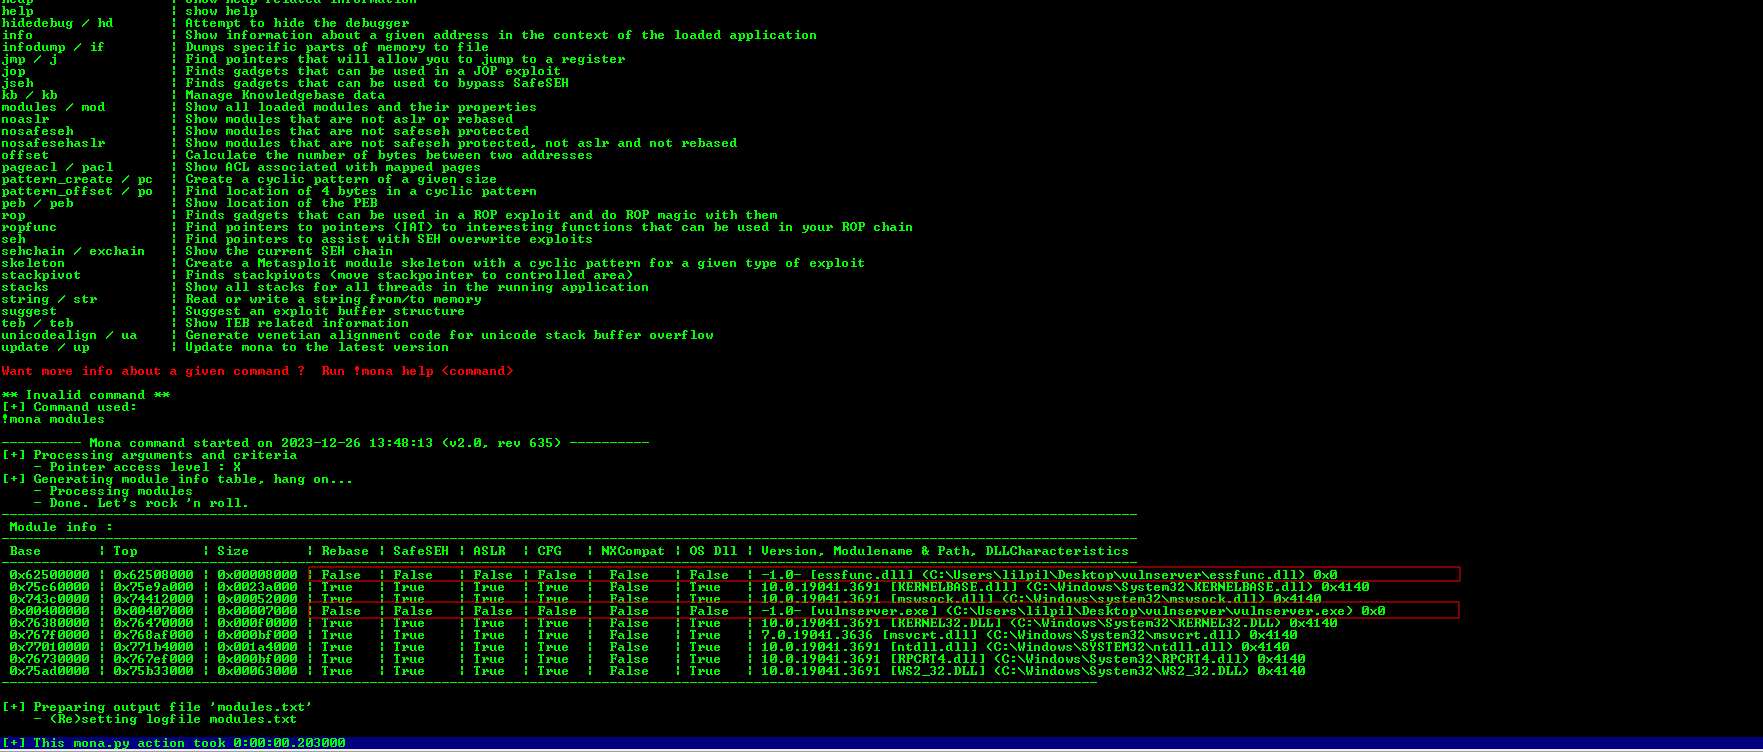 help | show help
hidedebug / hd | Attempt to hide the debugger
info | Show information about a given address in the context of the loaded application
infodump / if | Dumps specific parts of memory to file
jmp / j | Find pointers that will allow you to jump to a register
jop | Finds gadgets that can be used in a JOP exploit
jseh | Finds gadgets that can be used to bypass SafeSEH
kb / kb | Manage Knowledgebase data
modules / mod | Show all loaded modules and their properties
noaslr | Show modules that are not aslr or rebased
nosafeseh | Show modules that are not safeseh protected
nosafesehaslr | Show modules that are not safeseh protected, not aslr and not rebased
offset | Calculate the number of bytes between two addresses
pageacl / pacl | Show ACL associated with mapped pages
pattern_create / pc | Create a cyclic pattern of a given size
pattern_offset / po | Find location of 4 bytes in a cyclic pattern
peb / peb | Show location of the PEB
rop | Finds gadgets that can be used in a ROP exploit and do ROP magic with them
ropfunc | Find pointers to pointers (IAT) to interesting functions that can be used in your ROP chain
seh | Find pointers to assist with SEH overwrite exploits
sehchain / exchain | Show the current SEH chain
skeleton | Create a Metasploit module skeleton with a cyclic pattern for a given type of exploit
stackpivot | Finds stackpivots (move stackpointer to controlled area)
stacks | Show all stacks for all threads in the running application
string / str | Read or write a string from/to memory
suggest | Suggest an exploit buffer structure
teb / teb | Show TEB related information
unicodealign / ua | Generate venetian alignment code for unicode stack buffer overflow
update / up | Update mona to the latest version
Want more info about a given command ?  Run !mona help <command>
** Invalid command **
[+] Command used:
!mona modules
---------- Mona command started on 2023-12-26 13:48:13 (v2.0, rev 635) ----------
[+] Processing arguments and criteria
- Pointer access level : X
[+] Generating module info table, hang on...
- Processing modules
- Done. Let's rock 'n roll.
Module info :
Base | Top | Size | Rebase | SafeSEH | ASLR | CFG | NXCompat | OS Dll | Version, Modulename & Path, DLLCharacteristics
0x62500000 | 0x62508000 | 0x00008000 | False | False | False | False | False | False | -1.0- [essfunc.dll] (C:\Users\lilpil\Desktop\vulnserver\essfunc.dll) 0x0
0x75c60000 | 0x75e9a000 | 0x0023a000 | True | True | True | True | False | True | 10.0.19041.3691 [KERNELBASE.dll] (C:\Windows\System32\KERNELBASE.dll) 0x4140
0x743c0000 | 0x74412000 | 0x00052000 | True | True | True | True | False | True | 10.0.19041.3691 [mswsock.dll] (C:\Windows\system32\mswsock.dll) 0x4140
0x00400000 | 0x00407000 | 0x00007000 | False | False | False | False | False | False | -1.0- [vulnserver.exe] (C:\Users\lilpil\Desktop\vulnserver\vulnserver.exe) 0x0
0x76380000 | 0x76470000 | 0x000f0000 | True | True | True | True | False | True | 10.0.19041.3691 [KERNEL32.DLL] (C:\Windows\System32\KERNEL32.DLL) 0x4140
0x767f0000 | 0x768af000 | 0x000bf000 | True | True | True | True | False | True | 7.0.19041.3636 [msvcrt.dll] (C:\Windows\System32\msvcrt.dll) 0x4140
0x77010000 | 0x771b4000 | 0x001a4000 | True | True | True | True | False | True | 10.0.19041.3691 [ntdll.dll] (C:\Windows\SYSTEM32\ntdll.dll) 0x4140
0x76730000 | 0x767ef000 | 0x000bf000 | True | True | True | True | False | True | 10.0.19041.3691 [RPCRT4.dll] (C:\Windows\System32\RPCRT4.dll) 0x4140
0x75ad0000 | 0x75b33000 | 0x00063000 | True | True | True | True | False | True | 10.0.19041.3691 [WS2_32.DLL] (C:\Windows\System32\WS2_32.DLL) 0x4140
[+] Preparing output file 'modules.txt'
- (Re)setting logfile modules.txt
[+] This mona.py action took 0:00:00.203000